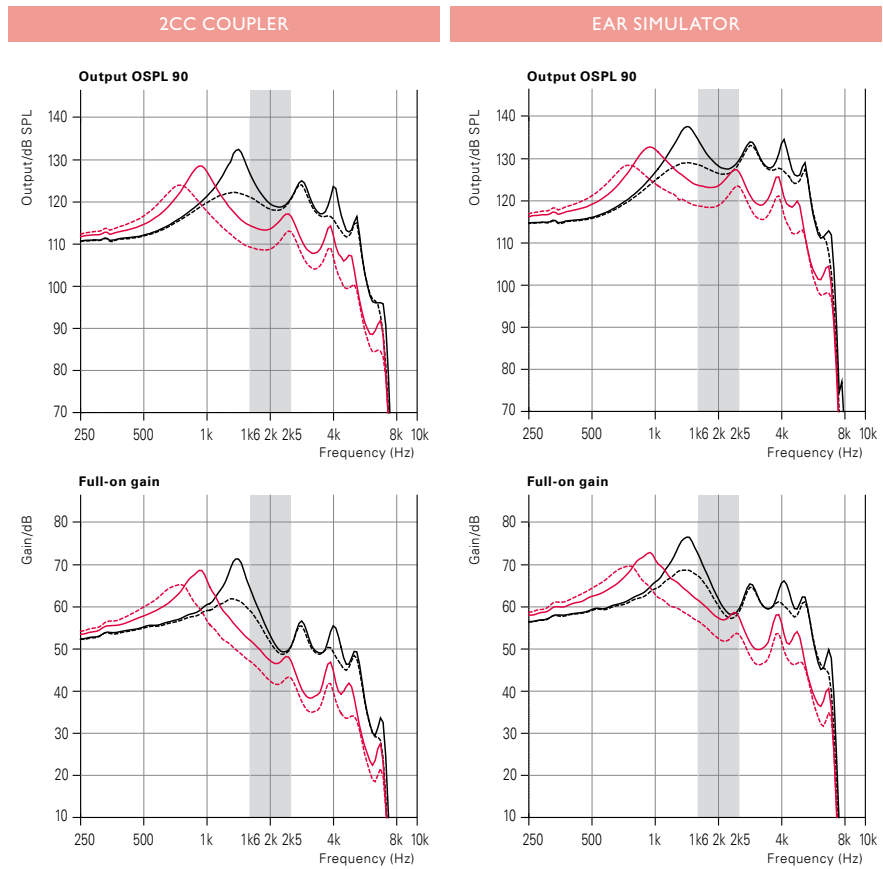 2CC COUPLER
EAR SIMULATOR
Output OSPL 90
Output/dB SPL
140
130
120
110
100
90
80
70
250 500 1k 1k6 2k 2k5 4k 8k 10k
Frequency (Hz)
Output OSPL 90
Output/dB SPL
140
130
120
110
100
90
80
70
250 500 1k 1k6 2k 2k5 4k 8k 10k
Frequency (Hz)
Full-on gain
Gain/dB
80
70
60
50
40
30
20
10
250 500 1k 1k6 2k 2k5 4k 8k 10k
Frequency (Hz)
Full-on gain
Gain/dB
80
70
60
50
40
30
20
10
250 500 1k 1k6 2k 2k5 4k 8k 10k
Frequency (Hz)